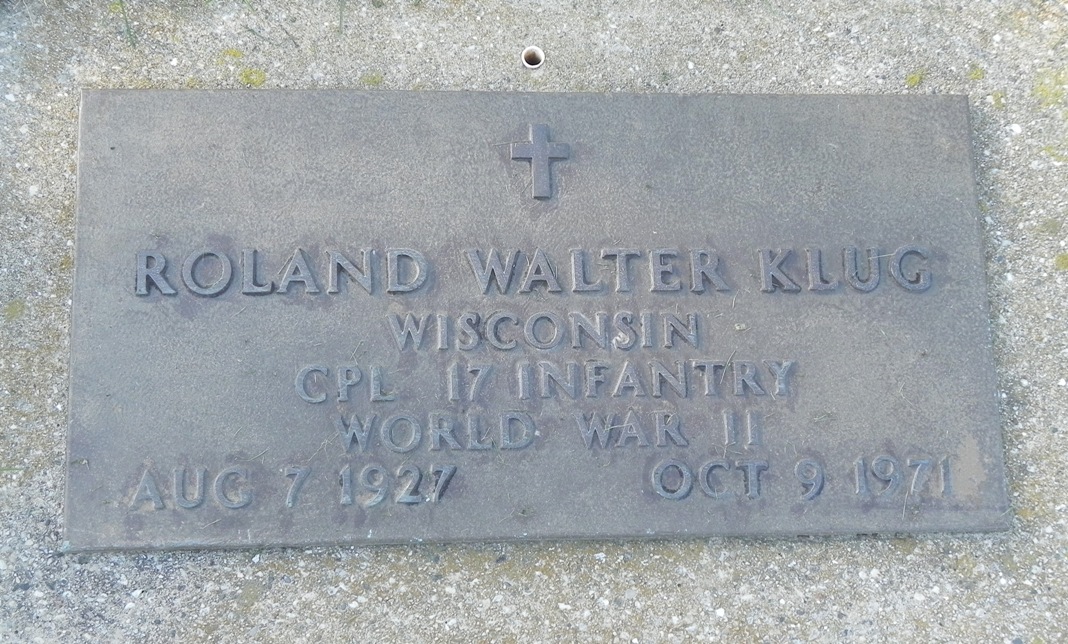 ROLAND WALTER KLUG
WISCONSIN
CPL 17 INFANTRY
WORLD WAR II
AUG 7 1927 OCT 9 1971